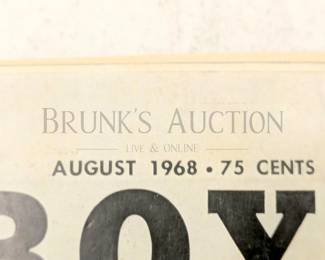 BRUNK'S AUCTION
LIVE & ONLINE
AUGUST 1968 • 75 CENTS
BOY